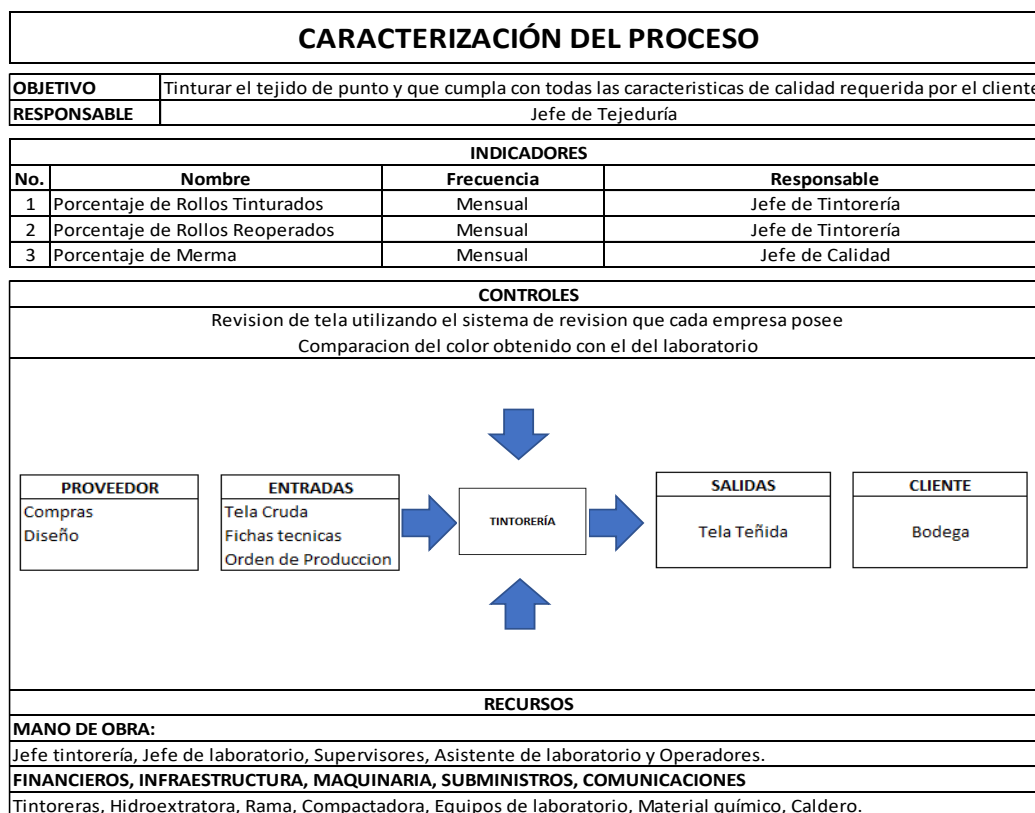 CARACTERIZACIÓN DEL PROCESO
OBJETIVO Tinturar el tejido de punto y que cumpla con todas las caracteristicas de calidad requerida por el cliente
RESPONSABLE Jefe de Tejeduría
INDICADORES
No. Nombre Frecuencia Responsable
1 Porcentaje de Rollos Tinturados Mensual Jefe de Tintorería
2 Porcentaje de Rollos Reoperados Mensual Jefe de Tintorería
3 Porcentaje de Merma Mensual Jefe de Calidad
CONTROLES
Revision de tela utilizando el sistema de revision que cada empresa posee
Comparacion del color obtenido con el del laboratorio
PROVEEDOR
Compras
Diseño
ENTRADAS
Tela Cruda
Fichas tecnicas
Orden de Produccion
TINTORERÍA
SALIDAS
Tela Teñida
CLIENTE
Bodega
RECURSOS
MANO DE OBRA:
Jefe tintorería, Jefe de laboratorio, Supervisores, Asistente de laboratorio y Operadores.
FINANCIEROS, INFRAESTRUCTURA, MAQUINARIA, SUBMINISTROS, COMUNICACIONES
Tintoreras, Hidroextratora, Rama, Compactadora, Equipos de laboratorio, Material químico, Caldero.